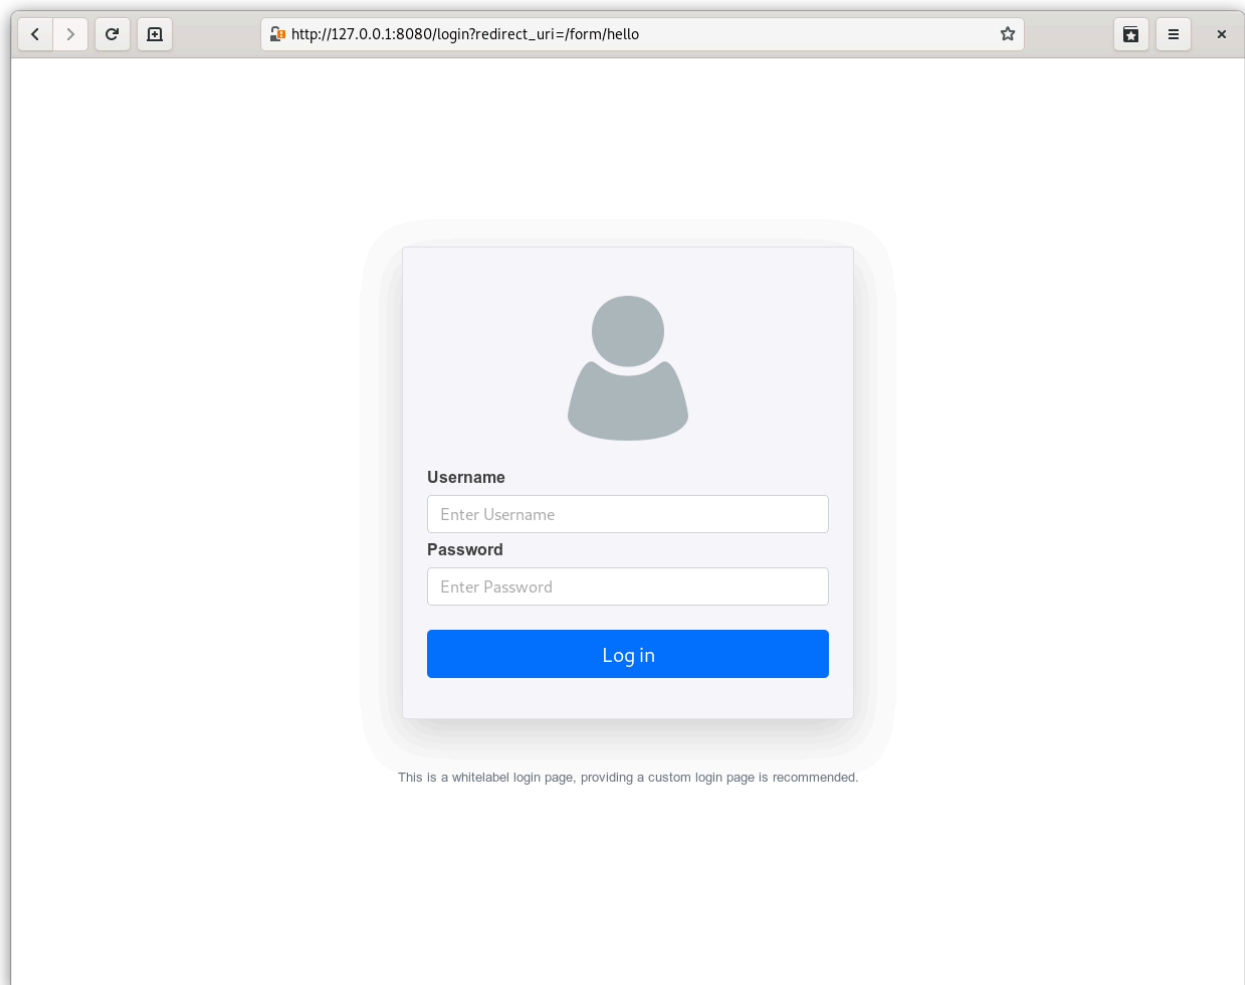 http://127.0.0.1:8080/login?redirect_uri=/form/hello
Username
Enter Username
Password
Enter Password
Log in
This is a whitelabel login page, providing a custom login page is recommended.